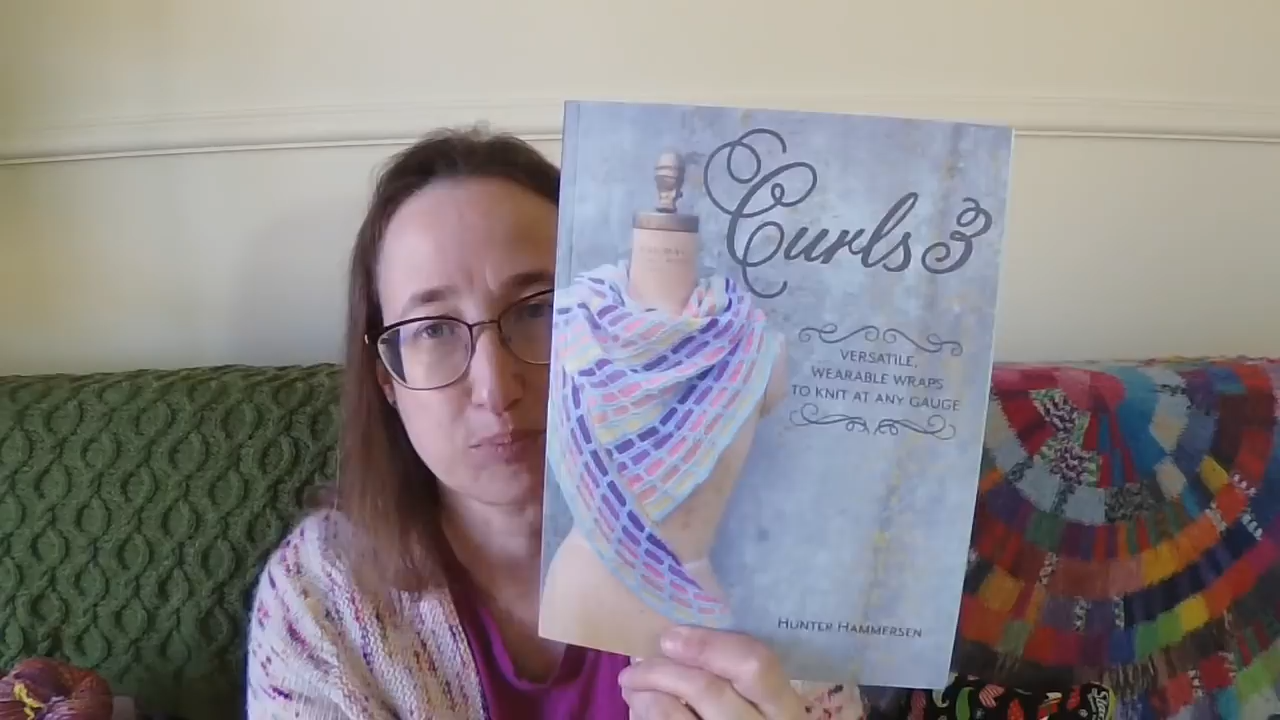 Curls 3
VERSATILE,
WEARABLE WRAPS
TO KNIT AT ANY GAUGE
HUNTER HAMMERSEN